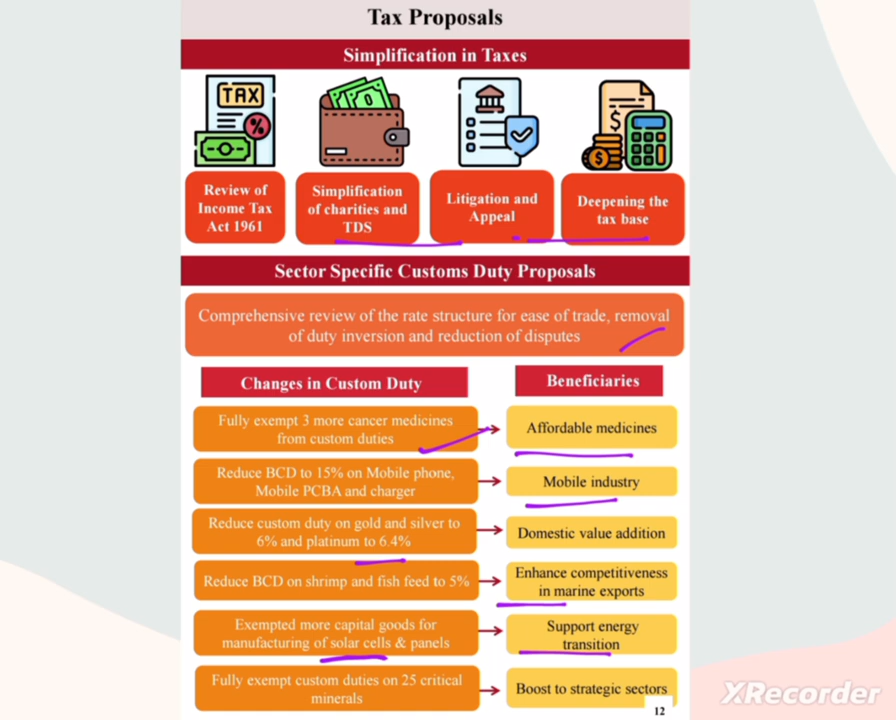 Tax Proposals
Simplification in Taxes
TAX
%
$
$
Review of
Income Tax
Act 1961
Simplification
of charities and
TDS
Litigation and
Appeal
Deepening the
tax base
Sector Specific Customs Duty Proposals
Comprehensive review of the rate structure for ease of trade, removal
of duty inversion and reduction of disputes
Changes in Custom Duty
Beneficiaries
Fully exempt 3 more cancer medicines
from custom duties
Affordable medicines
Reduce BCD to 15% on Mobile phone,
Mobile PCBA and charger
Mobile industry
Reduce custom duty on gold and silver to
6% and platinum to 6.4%
Domestic value addition
Reduce BCD on shrimp and fish feed to 5%
Enhance competitiveness
in marine exports
Exempted more capital goods for
manufacturing of solar cells & panels
Support energy
transition
Fully exempt custom duties on 25 critical
minerals
Boost to strategic sectors
12
XRecorder